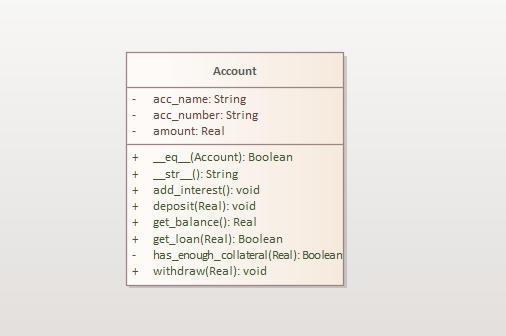 Account
- acc_name: String
- acc_number: String
- amount: Real
+ __eq__(Account): Boolean
+ __str__(): String
+ add_interest(): void
+ deposit(Real): void
+ get_balance(): Real
+ get_loan(Real): Boolean
- has_enough_collateral(Real): Boolean
+ withdraw(Real): void